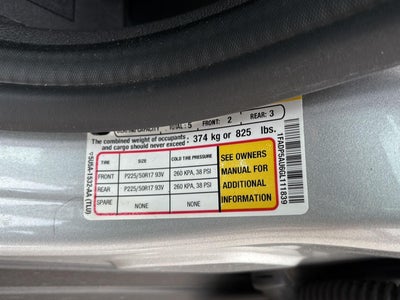 SEATING CAPACITY TOTAL: 5 FRONT: 2 REAR: 3
The combined weight of occupants
and cargo should never exceed 374 kg or 825 lbs.
TIRE SIZE COLD TIRE PRESSURE
FRONT P225/50R17 93V 260 KPA, 38 PSI
REAR P225/50R17 93V 260 KPA, 38 PSI
SPARE NONE NONE
SEE OWNERS
MANUAL FOR
ADDITIONAL
INFORMATION